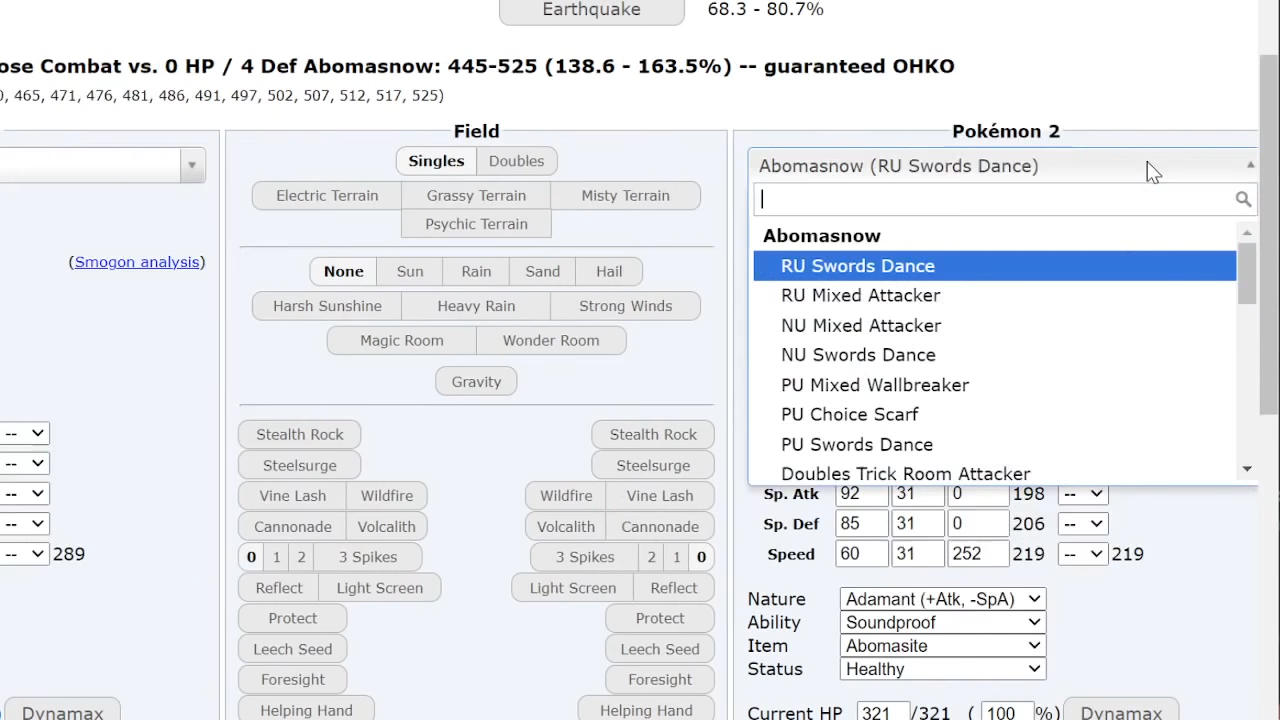 Earthquake 68.3 - 80.7%
ose Combat vs. 0 HP / 4 Def Abomasnow: 445-525 (138.6 - 163.5%) -- guaranteed OHKO
0, 465, 471, 476, 481, 486, 491, 497, 502, 507, 512, 517, 525)
Field
Singles Doubles
Electric Terrain Grassy Terrain Misty Terrain
Psychic Terrain
(Smogon analysis)
None Sun Rain Sand Hail
Harsh Sunshine Heavy Rain Strong Winds
Magic Room Wonder Room
Gravity
Stealth Rock Stealth Rock
Steelsurge Steelsurge
Vine Lash Wildfire Wildfire Vine Lash
Cannonade Volcalith Volcalith Cannonade
0 1 2 3 Spikes 3 Spikes 2 1 0
Reflect Light Screen Light Screen Reflect
Protect Protect
Leech Seed Leech Seed
Foresight Foresight
Helping Hand Helping Hand
--
--
--
--
-- 289
Dynamax
Pokémon 2
Abomasnow (RU Swords Dance)
Abomasnow
RU Swords Dance
RU Mixed Attacker
NU Mixed Attacker
NU Swords Dance
PU Mixed Wallbreaker
PU Choice Scarf
PU Swords Dance
Doubles Trick Room Attacker
Sp. Atk 92 31 0 198 --
Sp. Def 85 31 0 206 --
Speed 60 31 252 219 -- 219
Nature Adamant (+Atk, -SpA)
Ability Soundproof
Item Abomasite
Status Healthy
Current HP 321 /321 ( 100 %) Dynamax